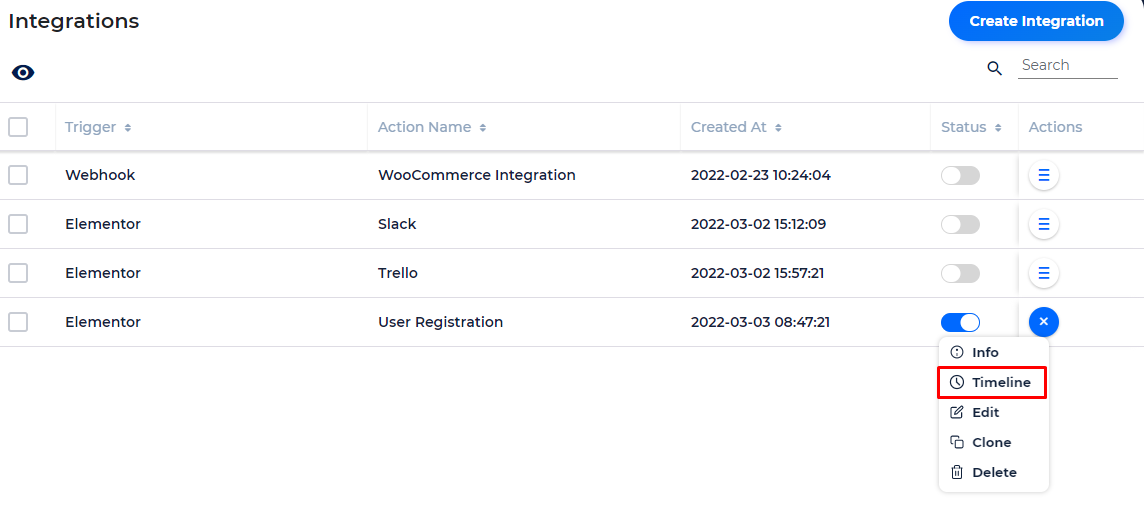 Integrations
Create Integration
Search
Trigger Action Name Created At Status Actions
Webhook WooCommerce Integration 2022-02-23 10:24:04
Elementor Slack 2022-03-02 15:12:09
Elementor Trello 2022-03-02 15:57:21
Elementor User Registration 2022-03-03 08:47:21
Info
Timeline
Edit
Clone
Delete